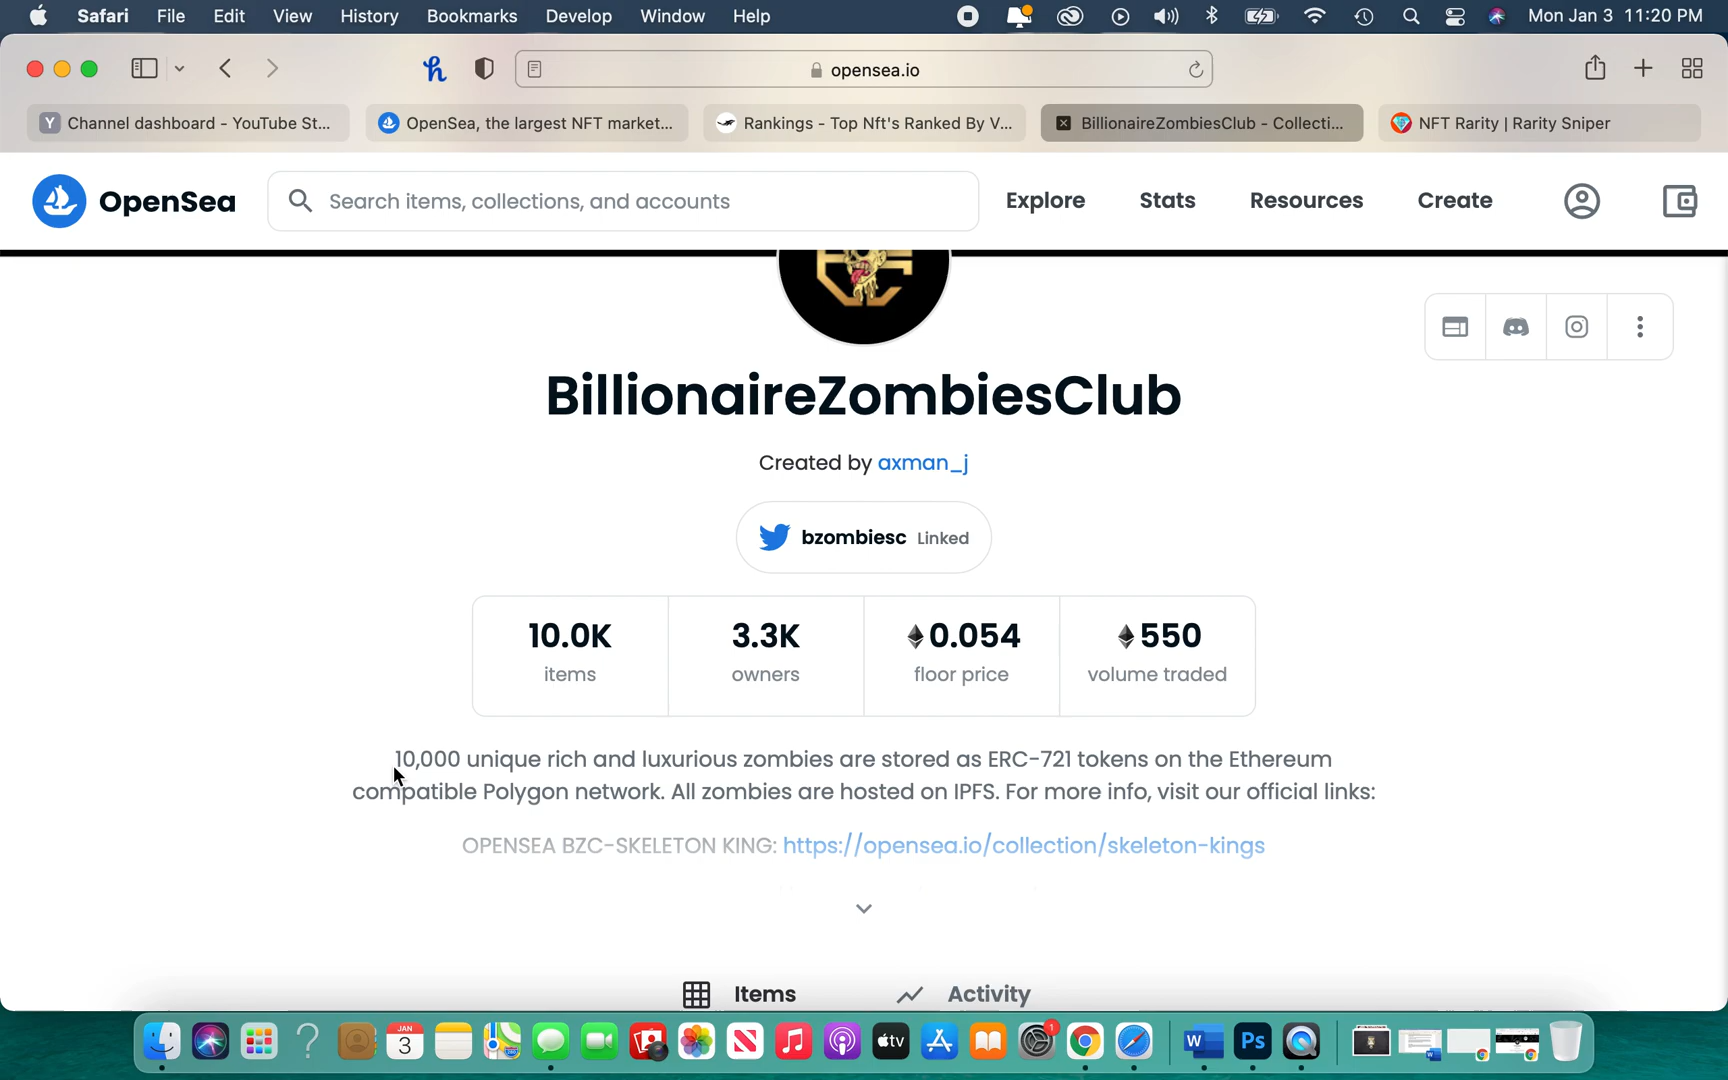 Safari File Edit View History Bookmarks Develop Window Help Mon Jan 3 11:20 PM
opensea.io
Channel dashboard - YouTube St... OpenSea, the largest NFT market... Rankings - Top Nft's Ranked By V... BillionaireZombiesClub - Collecti... NFT Rarity | Rarity Sniper
OpenSea Search items, collections, and accounts Explore Stats Resources Create
BillionaireZombiesClub
Created by axman_j
bzombiesc Linked
10.0K 3.3K 0.054 550
items owners floor price volume traded
10,000 unique rich and luxurious zombies are stored as ERC-721 tokens on the Ethereum
compatible Polygon network. All zombies are hosted on IPFS. For more info, visit our official links:
OPENSEA BZC-SKELETON KING: https://opensea.io/collection/skeleton-kings
Items Activity
JAN
3 tv 1 W Ps